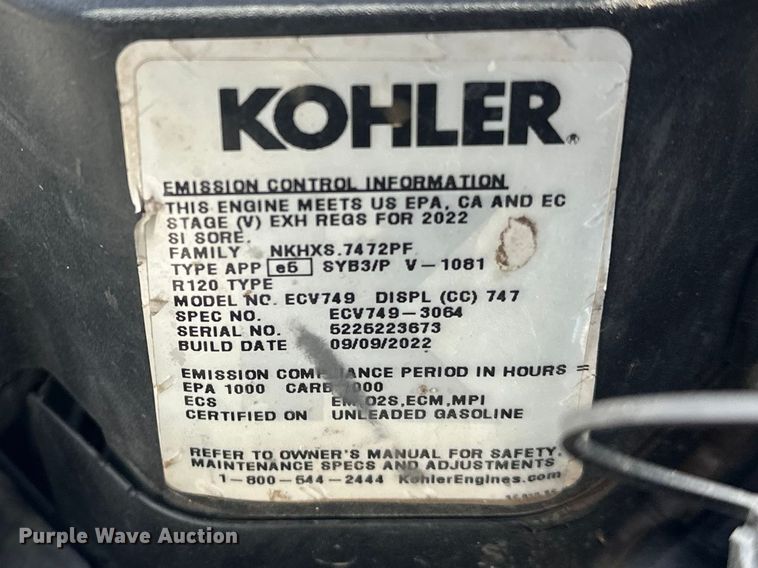 KOHLER®
EMISSION CONTROL INFORMATION
THIS ENGINE MEETS US EPA, CA AND EC
STAGE (V) EXH REGS FOR 2022
SI SORE.
FAMILY NKHXS.7472PF
TYPE APP e5 SYB3/P V-1081
R120 TYPE
MODEL NO. ECV749 DISPL (CC) 747
SPEC NO. ECV749-3064
SERIAL NO. 5225223673
BUILD DATE 09/09/2022
EMISSION COMPLIANCE PERIOD IN HOURS =
EPA 1000 CARB 1000
ECS EM,O2S,ECM,MPI
CERTIFIED ON UNLEADED GASOLINE
REFER TO OWNER'S MANUAL FOR SAFETY,
MAINTENANCE SPECS AND ADJUSTMENTS
1-800-544-2444 KohlerEngines.com
Purple Wave Auction